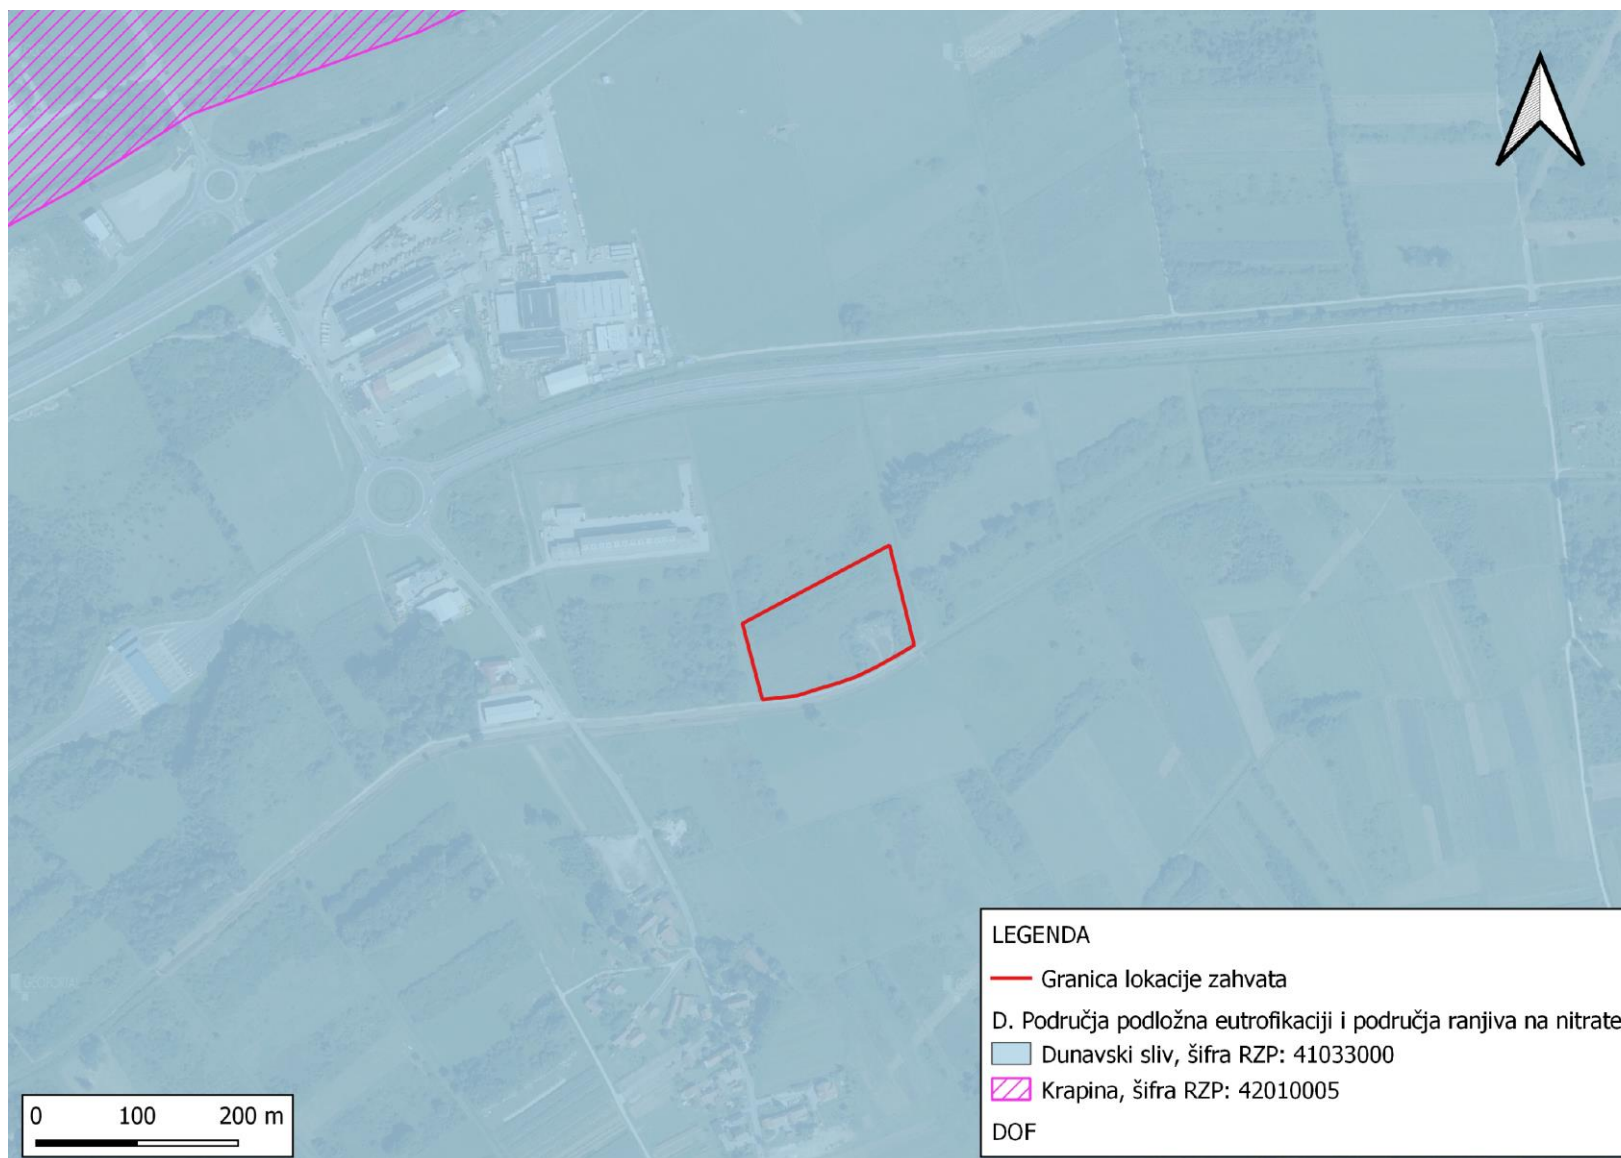 LEGENDA
Granica lokacije zahvata
D. Područja podložna eutrofikaciji i područja ranjiva na nitrate
Dunavski sliv, šifra RZP: 41033000
Krapina, šifra RZP: 42010005
DOF
0 100 200 m